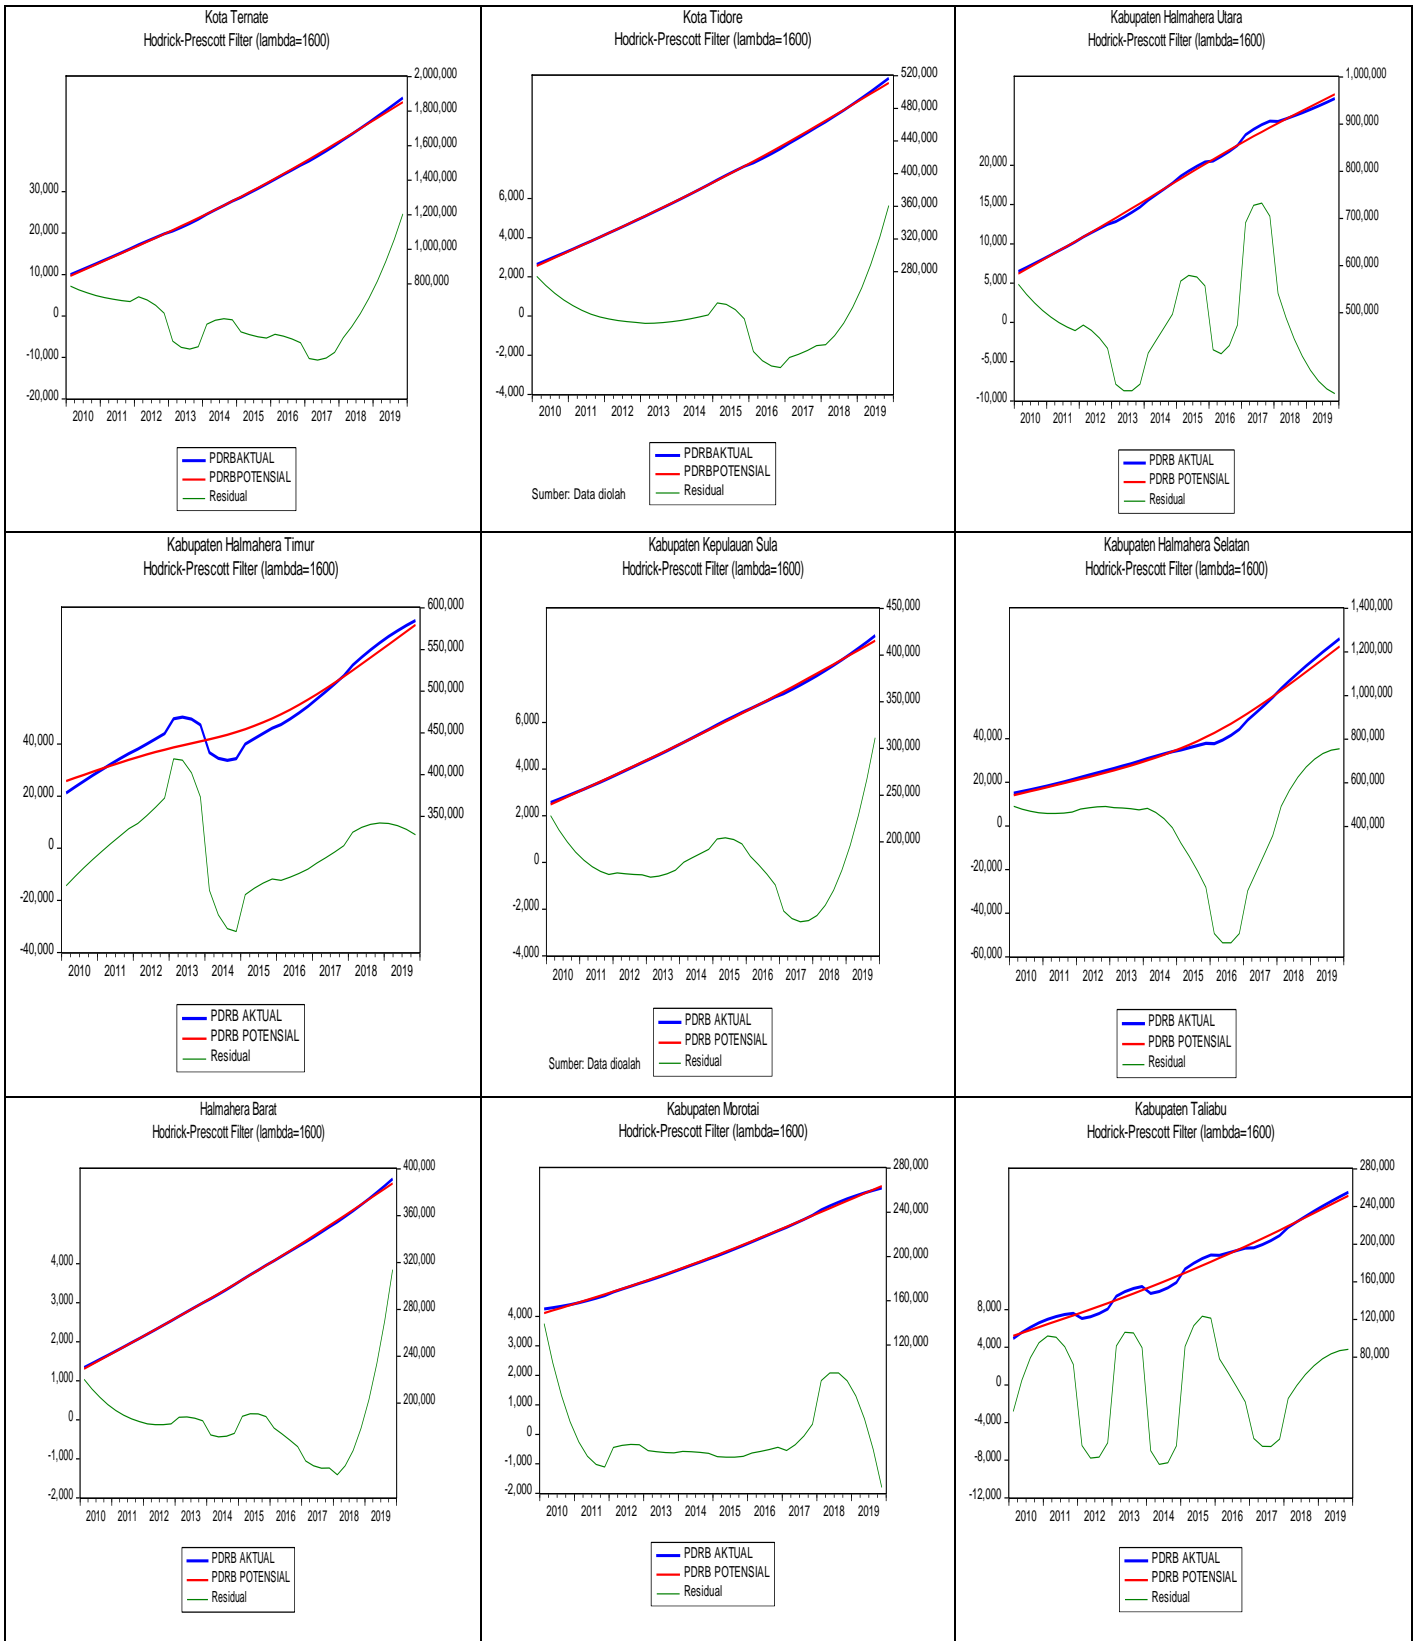 Kota Ternate
Hodrick-Prescott Filter (lambda=1600)
2,000,000
1,800,000
1,600,000
1,400,000
1,200,000
1,000,000
800,000
30,000
20,000
10,000
0
-10,000
-20,000
2010 2011 2012 2013 2014 2015 2016 2017 2018 2019
PDRBAKTUAL
PDRBPOTENSIAL
Residual
Kota Tidore
Hodrick-Prescott Filter (lambda=1600)
520,000
480,000
440,000
400,000
360,000
320,000
280,000
6,000
4,000
2,000
0
-2,000
-4,000
2010 2011 2012 2013 2014 2015 2016 2017 2018 2019
PDRBAKTUAL
PDRBPOTENSIAL
Residual
Sumber: Data diolah
Kabupaten Halmahera Utara
Hodrick-Prescott Filter (lambda=1600)
1,000,000
900,000
800,000
700,000
600,000
500,000
20,000
15,000
10,000
5,000
0
-5,000
-10,000
2010 2011 2012 2013 2014 2015 2016 2017 2018 2019
PDRB AKTUAL
PDRB POTENSIAL
Residual
Kabupaten Halmahera Timur
Hodrick-Prescott Filter (lambda=1600)
600,000
550,000
500,000
450,000
400,000
350,000
40,000
20,000
0
-20,000
-40,000
2010 2011 2012 2013 2014 2015 2016 2017 2018 2019
PDRB AKTUAL
PDRB POTENSIAL
Residual
Kabupaten Kepulauan Sula
Hodrick-Prescott Filter (lambda=1600)
450,000
400,000
350,000
300,000
250,000
200,000
6,000
4,000
2,000
0
-2,000
-4,000
2010 2011 2012 2013 2014 2015 2016 2017 2018 2019
PDRB AKTUAL
PDRB POTENSIAL
Residual
Sumber: Data dioalah
Kabupaten Halmahera Selatan
Hodrick-Prescott Filter (lambda=1600)
1,400,000
1,200,000
1,000,000
800,000
600,000
400,000
40,000
20,000
0
-20,000
-40,000
-60,000
2010 2011 2012 2013 2014 2015 2016 2017 2018 2019
PDRB AKTUAL
PDRB POTENSIAL
Residual
Halmahera Barat
Hodrick-Prescott Filter (lambda=1600)
400,000
360,000
320,000
280,000
240,000
200,000
4,000
3,000
2,000
1,000
0
-1,000
-2,000
2010 2011 2012 2013 2014 2015 2016 2017 2018 2019
PDRB AKTUAL
PDRB POTENSIAL
Residual
Kabupaten Morotai
Hodrick-Prescott Filter (lambda=1600)
280,000
240,000
200,000
160,000
120,000
4,000
3,000
2,000
1,000
0
-1,000
-2,000
2010 2011 2012 2013 2014 2015 2016 2017 2018 2019
PDRB AKTUAL
PDRB POTENSIAL
Residual
Kabupaten Taliabu
Hodrick-Prescott Filter (lambda=1600)
280,000
240,000
200,000
160,000
120,000
80,000
8,000
4,000
0
-4,000
-8,000
-12,000
2010 2011 2012 2013 2014 2015 2016 2017 2018 2019
PDRB AKTUAL
PDRB POTENSIAL
Residual